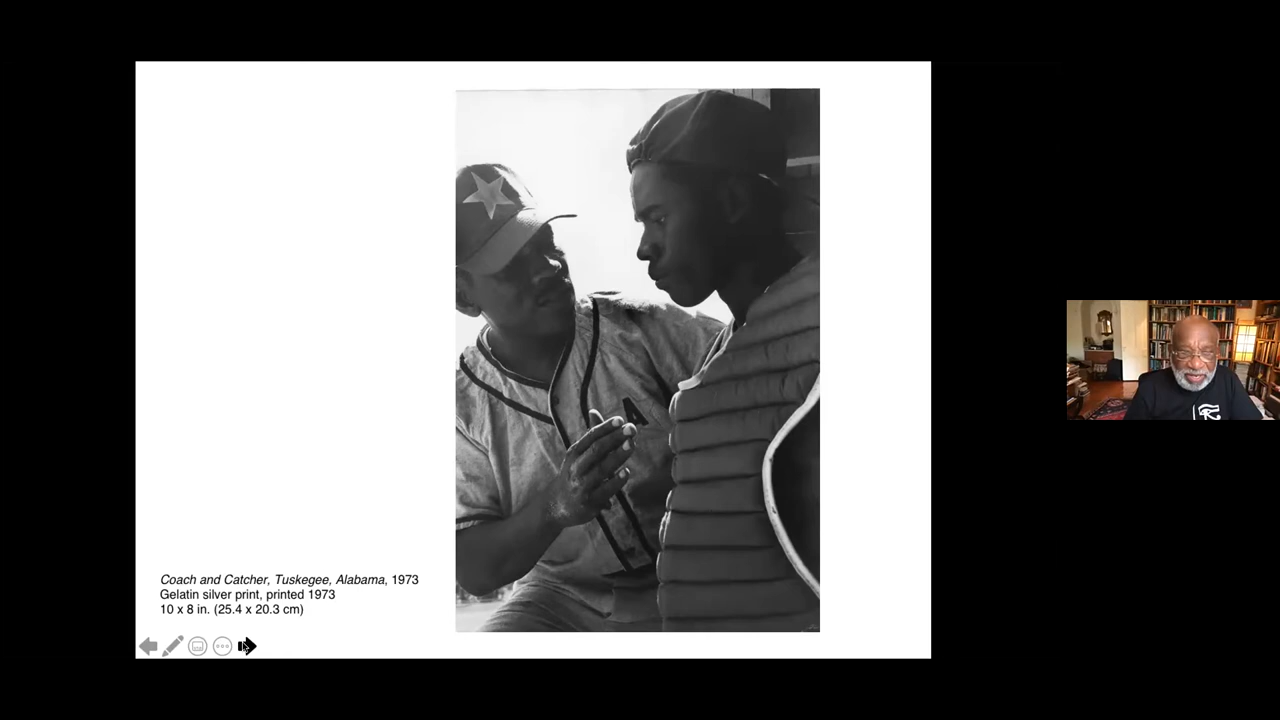 A
Coach and Catcher, Tuskegee, Alabama, 1973
Gelatin silver print, printed 1973
10 x 8 in. (25.4 x 20.3 cm)